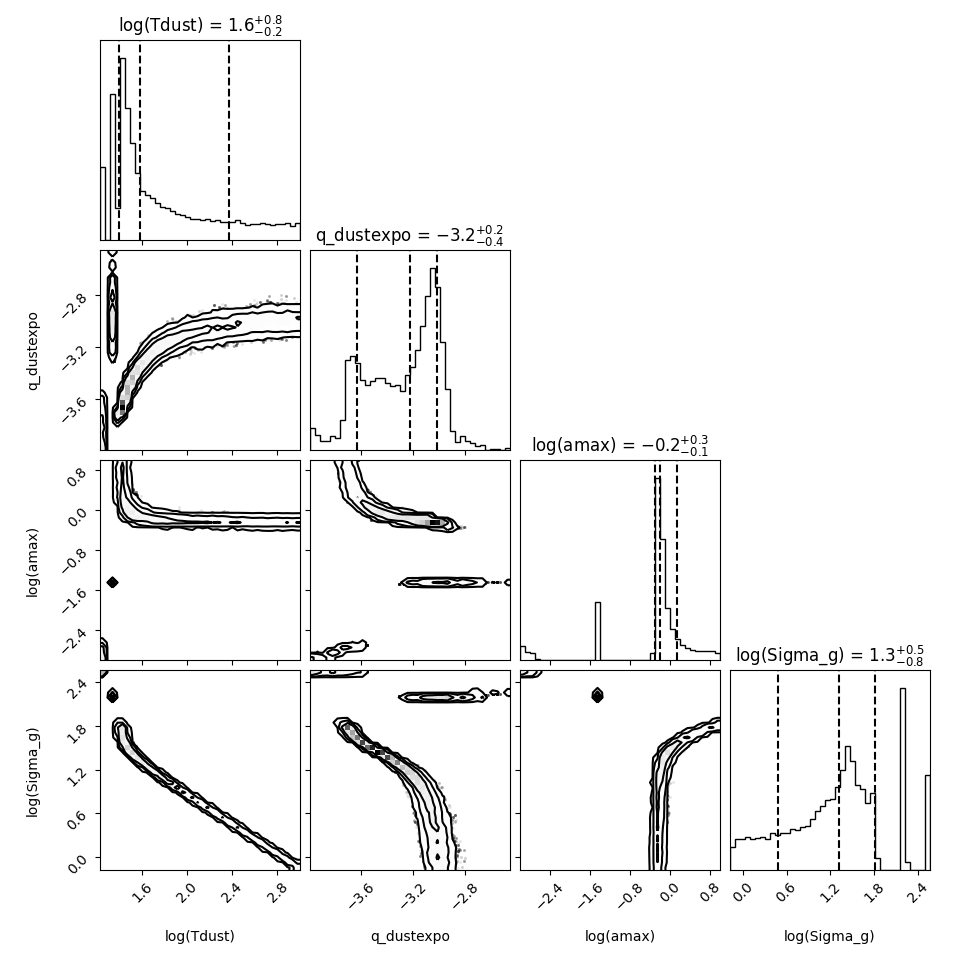 log(Tdust) = 1.6+0.8−0.2
q_dustexpo = −3.2+0.2−0.4
−2.8
−3.2
−3.6
q_dustexpo
log(amax) = −0.2+0.3−0.1
0.8
0.0
−0.8
−1.6
−2.4
log(amax)
log(Sigma_g) = 1.3+0.5−0.8
2.4
1.8
1.2
0.6
0.0
log(Sigma_g)
1.6 2.0 2.4 2.8 −3.6 −3.2 −2.8 −2.4 −1.6 −0.8 0.0 0.8 0.0 0.6 1.2 1.8 2.4
log(Tdust) q_dustexpo log(amax) log(Sigma_g)